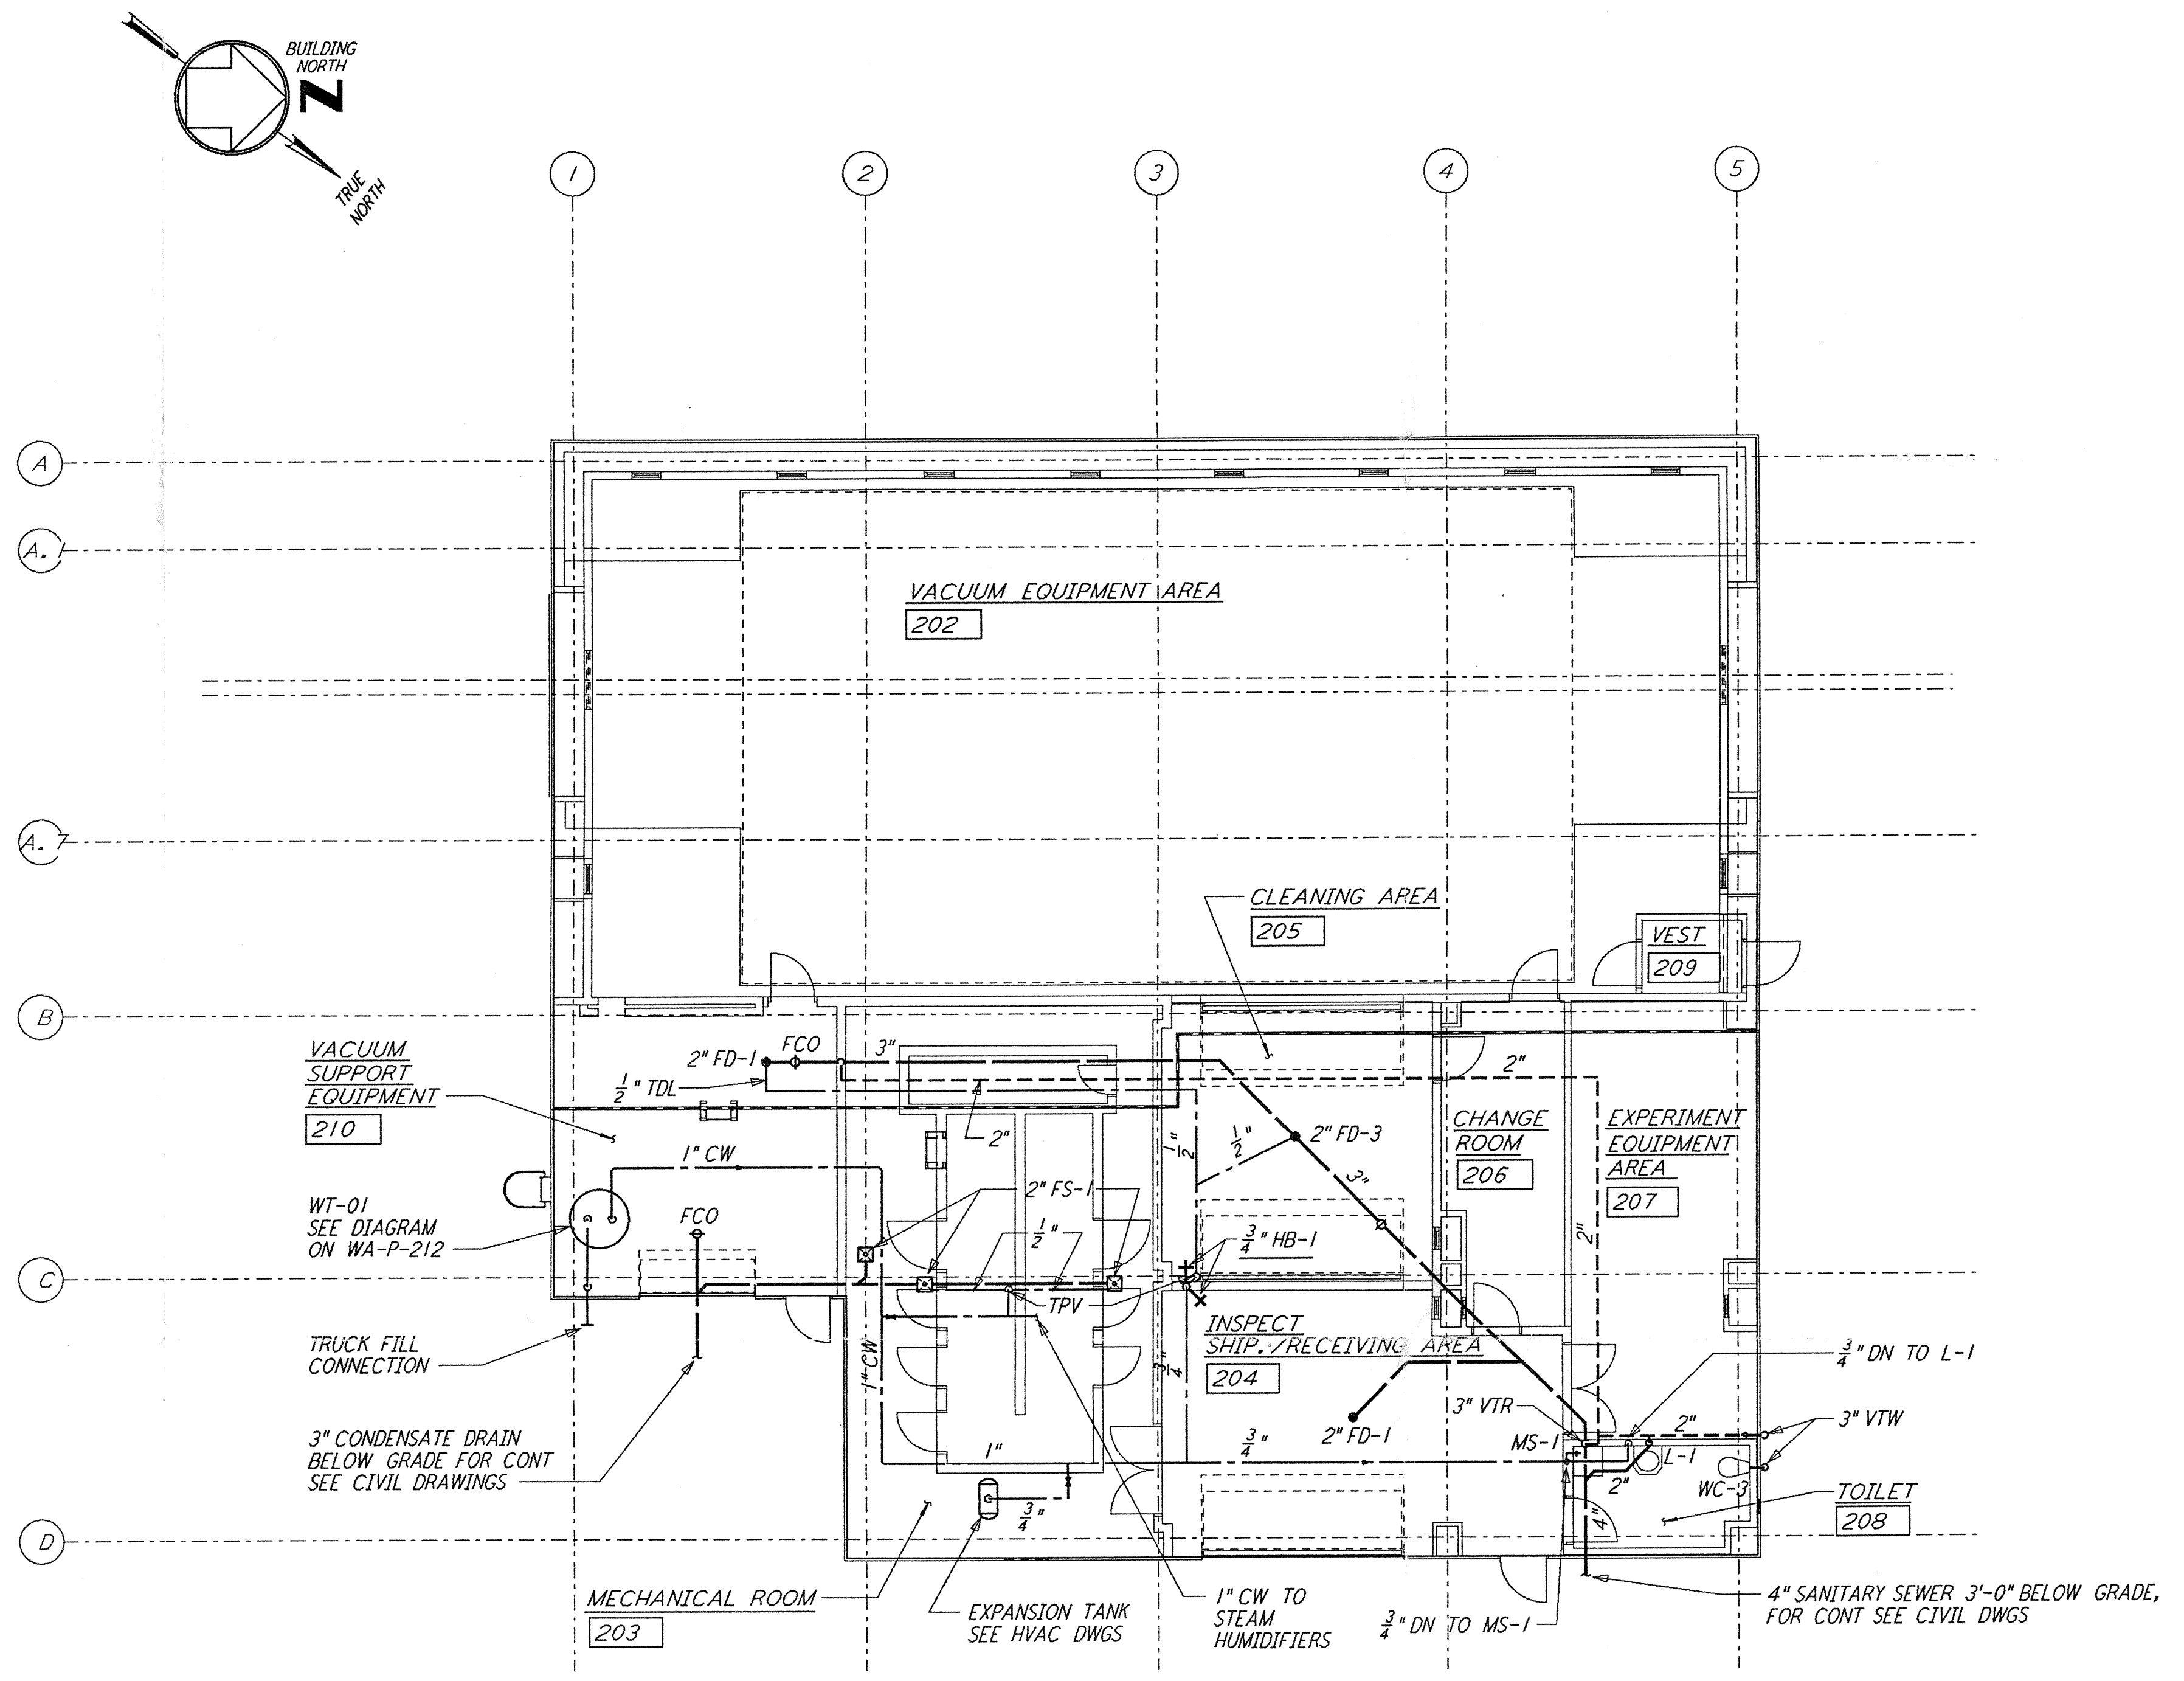 BUILDING
NORTH
N
TRUE
NORTH
1
2
3
4
5
A
A.1
A.7
B
C
D
VACUUM EQUIPMENT AREA
202
CLEANING AREA
205
VEST
209
VACUUM
SUPPORT
EQUIPMENT
210
2" FD-1
FCO
3"
1/2" TDL
2"
2"
1/2"
1/2"
2" FD-3
3"
CHANGE
ROOM
206
EXPERIMENT
EQUIPMENT
AREA
207
2"
1" CW
WT-01
SEE DIAGRAM
ON WA-P-212
FCO
2" FS-1
1/2"
3/4" HB-1
TPV
TRUCK FILL
CONNECTION
1" CW
3/4"
INSPECT
SHIP./RECEIVING AREA
204
3/4" DN TO L-1
3" VTR
2"
3" VTW
3" CONDENSATE DRAIN
BELOW GRADE FOR CONT
SEE CIVIL DRAWINGS
1"
3/4"
2" FD-1
MS-1
L-1
2"
WC-3
4"
TOILET
208
3/4"
MECHANICAL ROOM
203
EXPANSION TANK
SEE HVAC DWGS
1" CW TO
STEAM
HUMIDIFIERS
3/4" DN TO MS-1
4" SANITARY SEWER 3'-0" BELOW GRADE,
FOR CONT SEE CIVIL DWGS